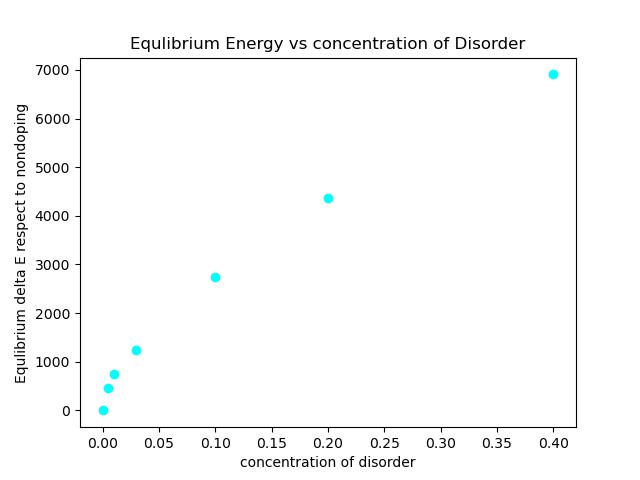 Equlibrium Energy vs concentration of Disorder
Equlibrium delta E respect to nondoping
7000
6000
5000
4000
3000
2000
1000
0
0.00 0.05 0.10 0.15 0.20 0.25 0.30 0.35 0.40
concentration of disorder